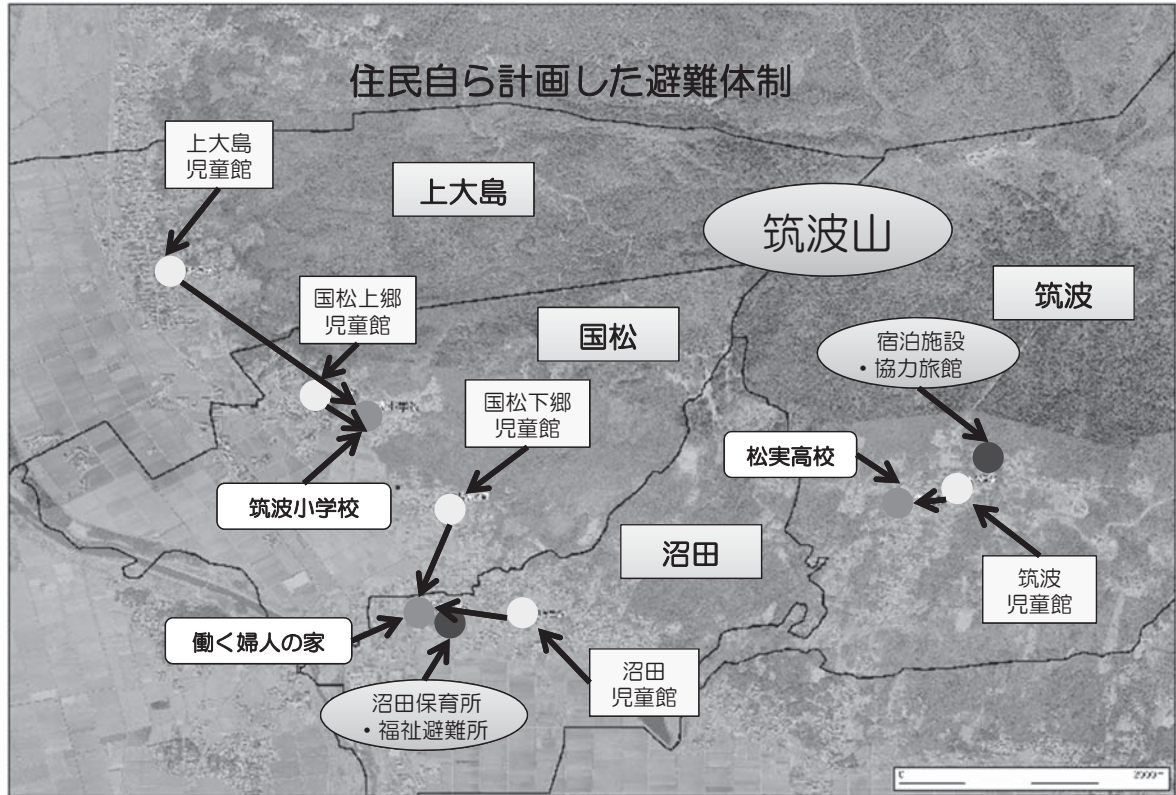 住民自ら計画した避難体制
上大島
児童館
上大島
筑波山
国松上郷
児童館
筑波
国松
宿泊施設
・協力旅館
国松下郷
児童館
松実高校
筑波小学校
沼田
筑波
児童館
働く婦人の家
沼田
児童館
沼田保育所
・福祉避難所